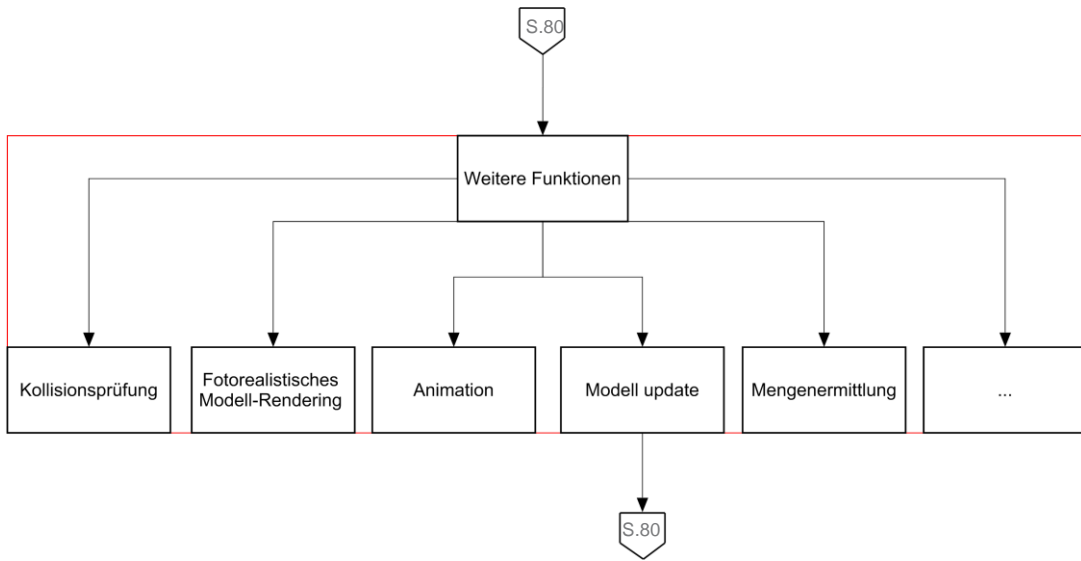 S.80
Weitere Funktionen
Kollisionsprüfung
Fotorealistisches
Modell-Rendering
Animation
Modell update
Mengenermittlung
...
S.80